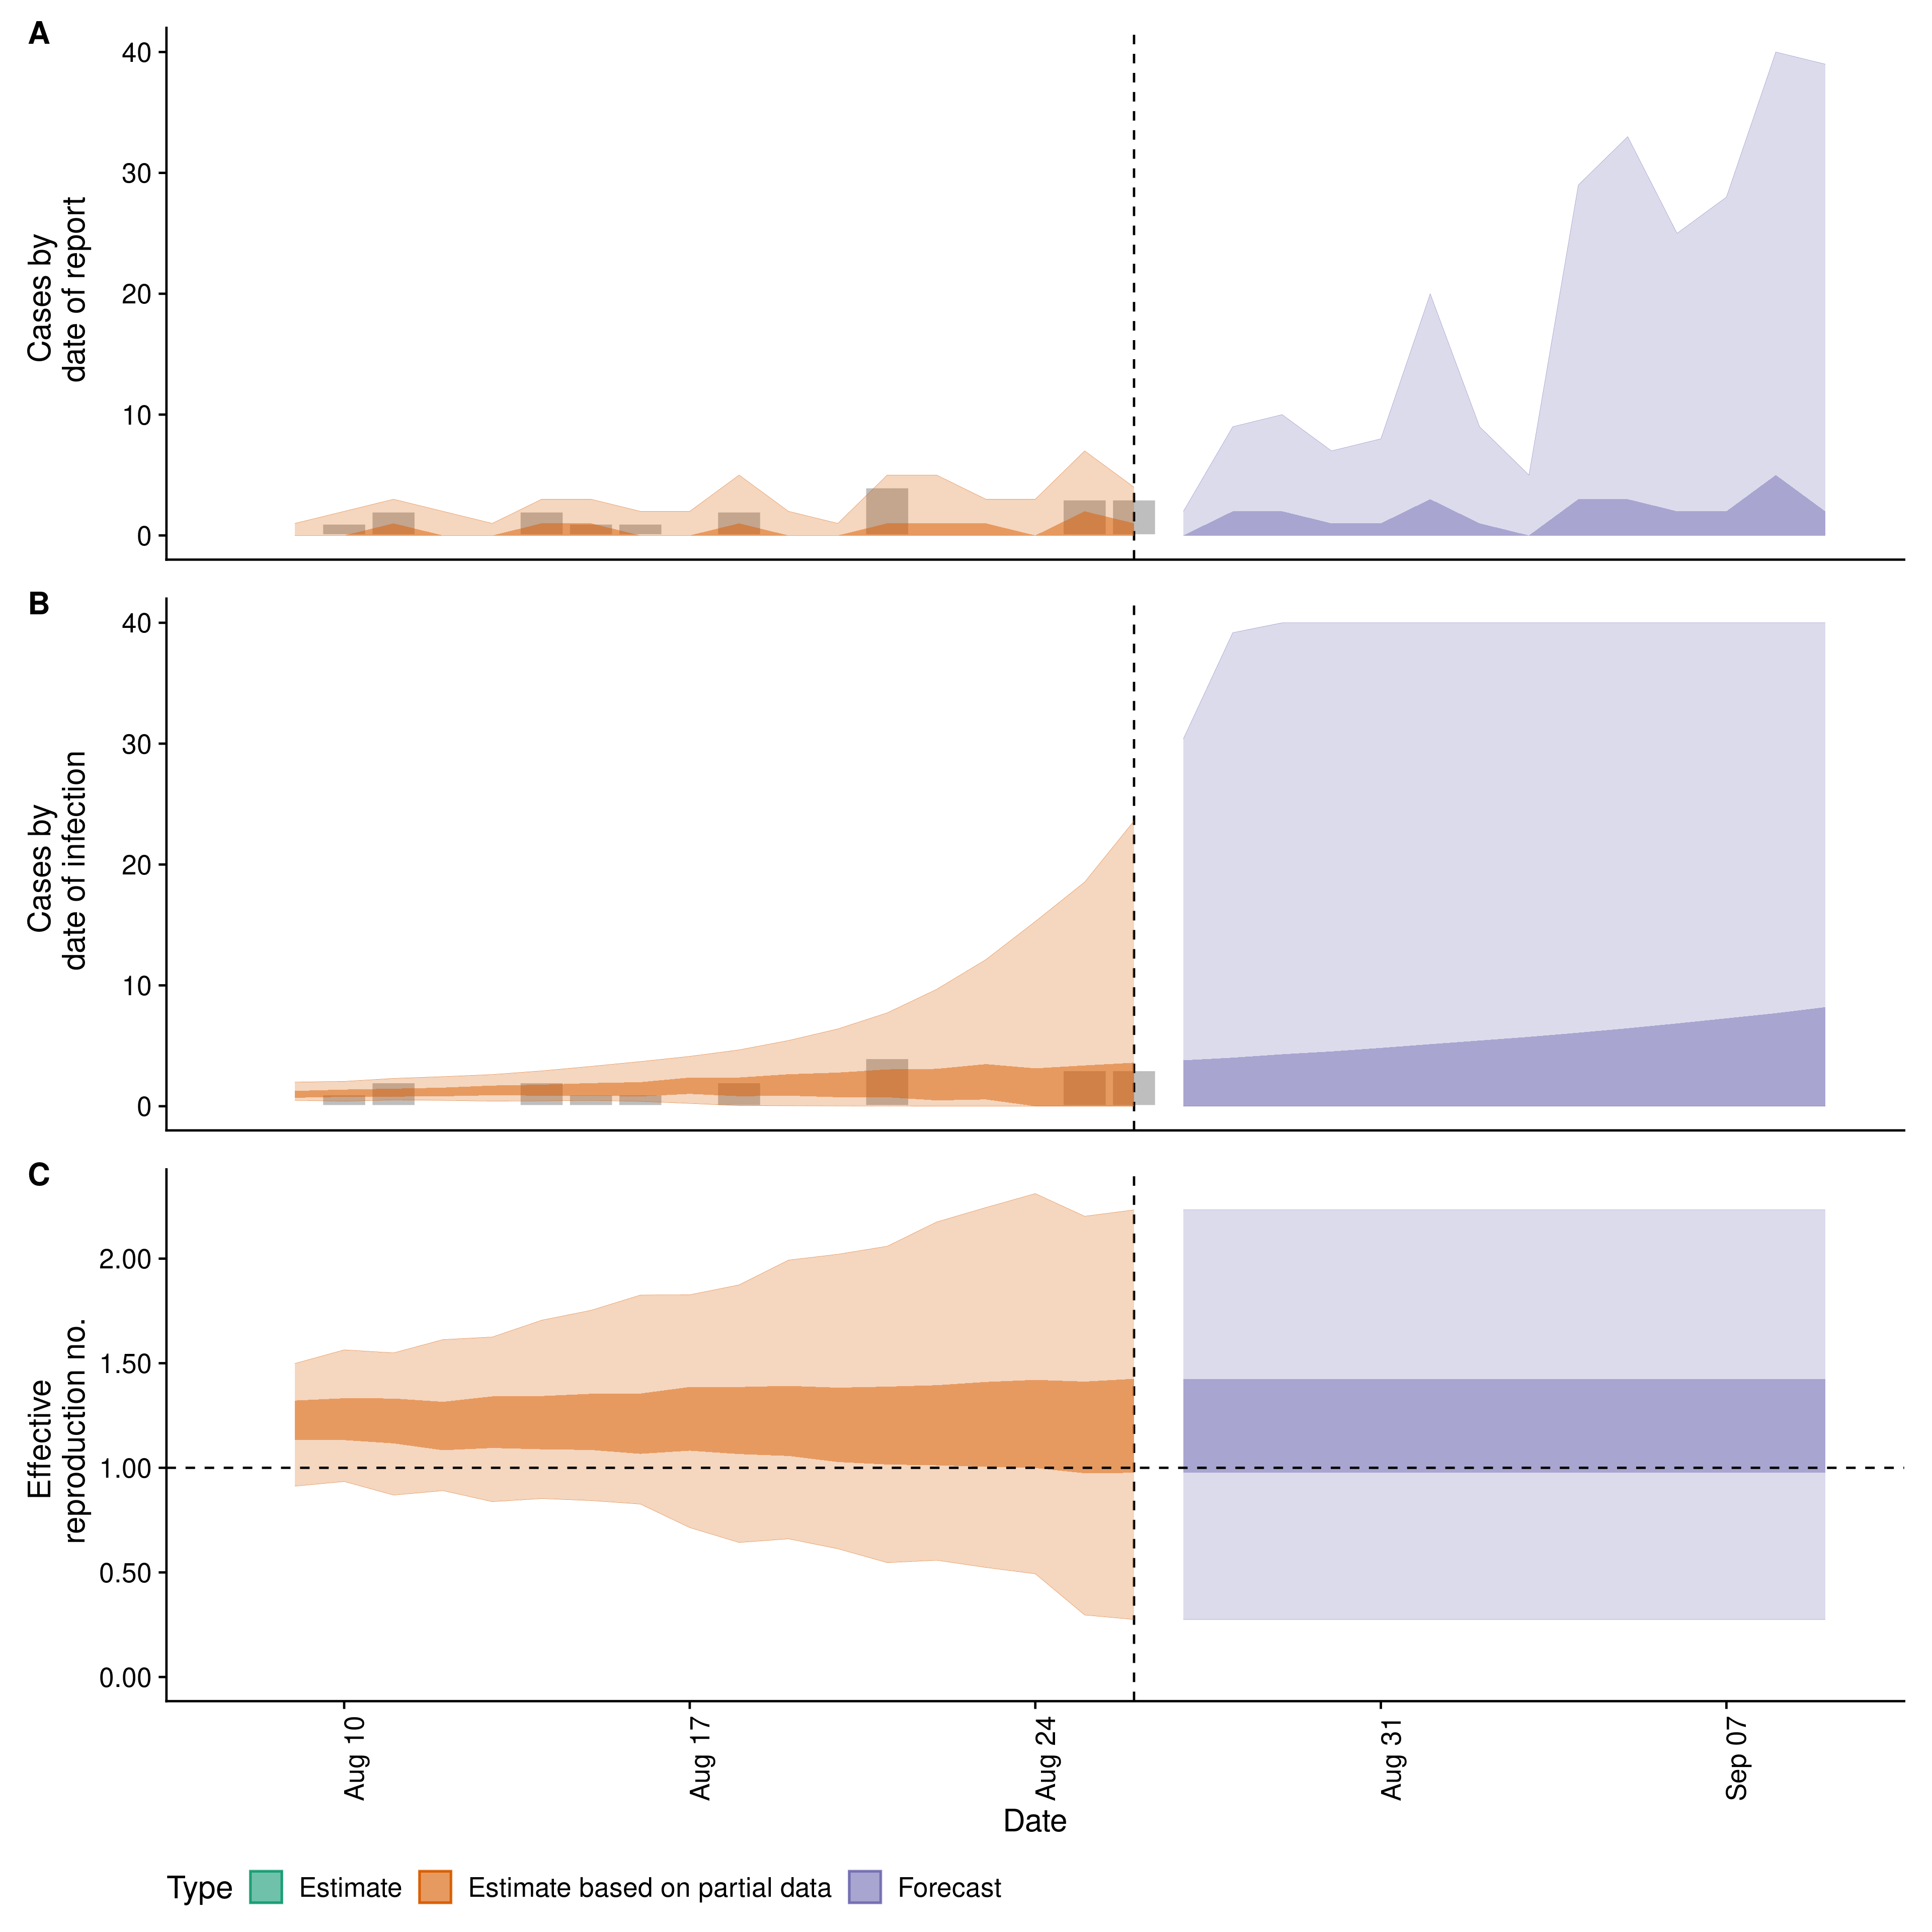 A
40
30
20
10
0
Cases by
date of report
B
40
30
20
10
0
Cases by
date of infection
C
2.00
1.50
1.00
0.50
0.00
Effective
reproduction no.
Aug 10
Aug 17
Aug 24
Aug 31
Sep 07
Date
Type
Estimate
Estimate based on partial data
Forecast